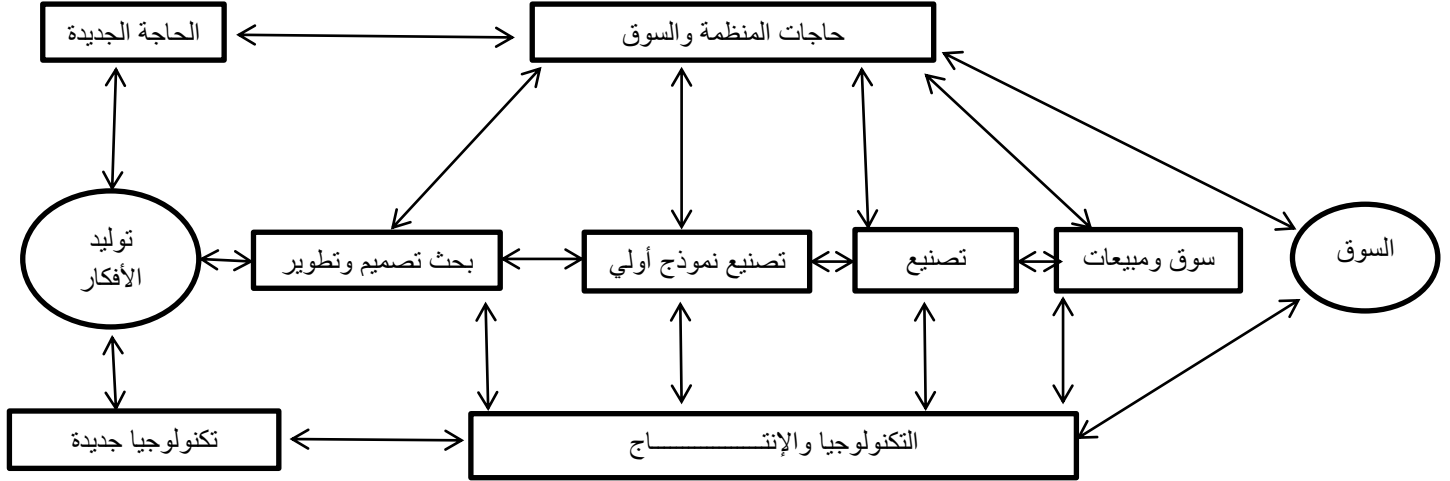 حاجات المنظمة والسوق
الحاجة الجديدة
السوق
سوق ومبيعات
تصنيع
تصنيع نموذج أولي
بحث تصميم وتطوير
توليد
الأفكار
التكنولوجيا والإنتــــــــــــاج
تكنولوجيا جديدة